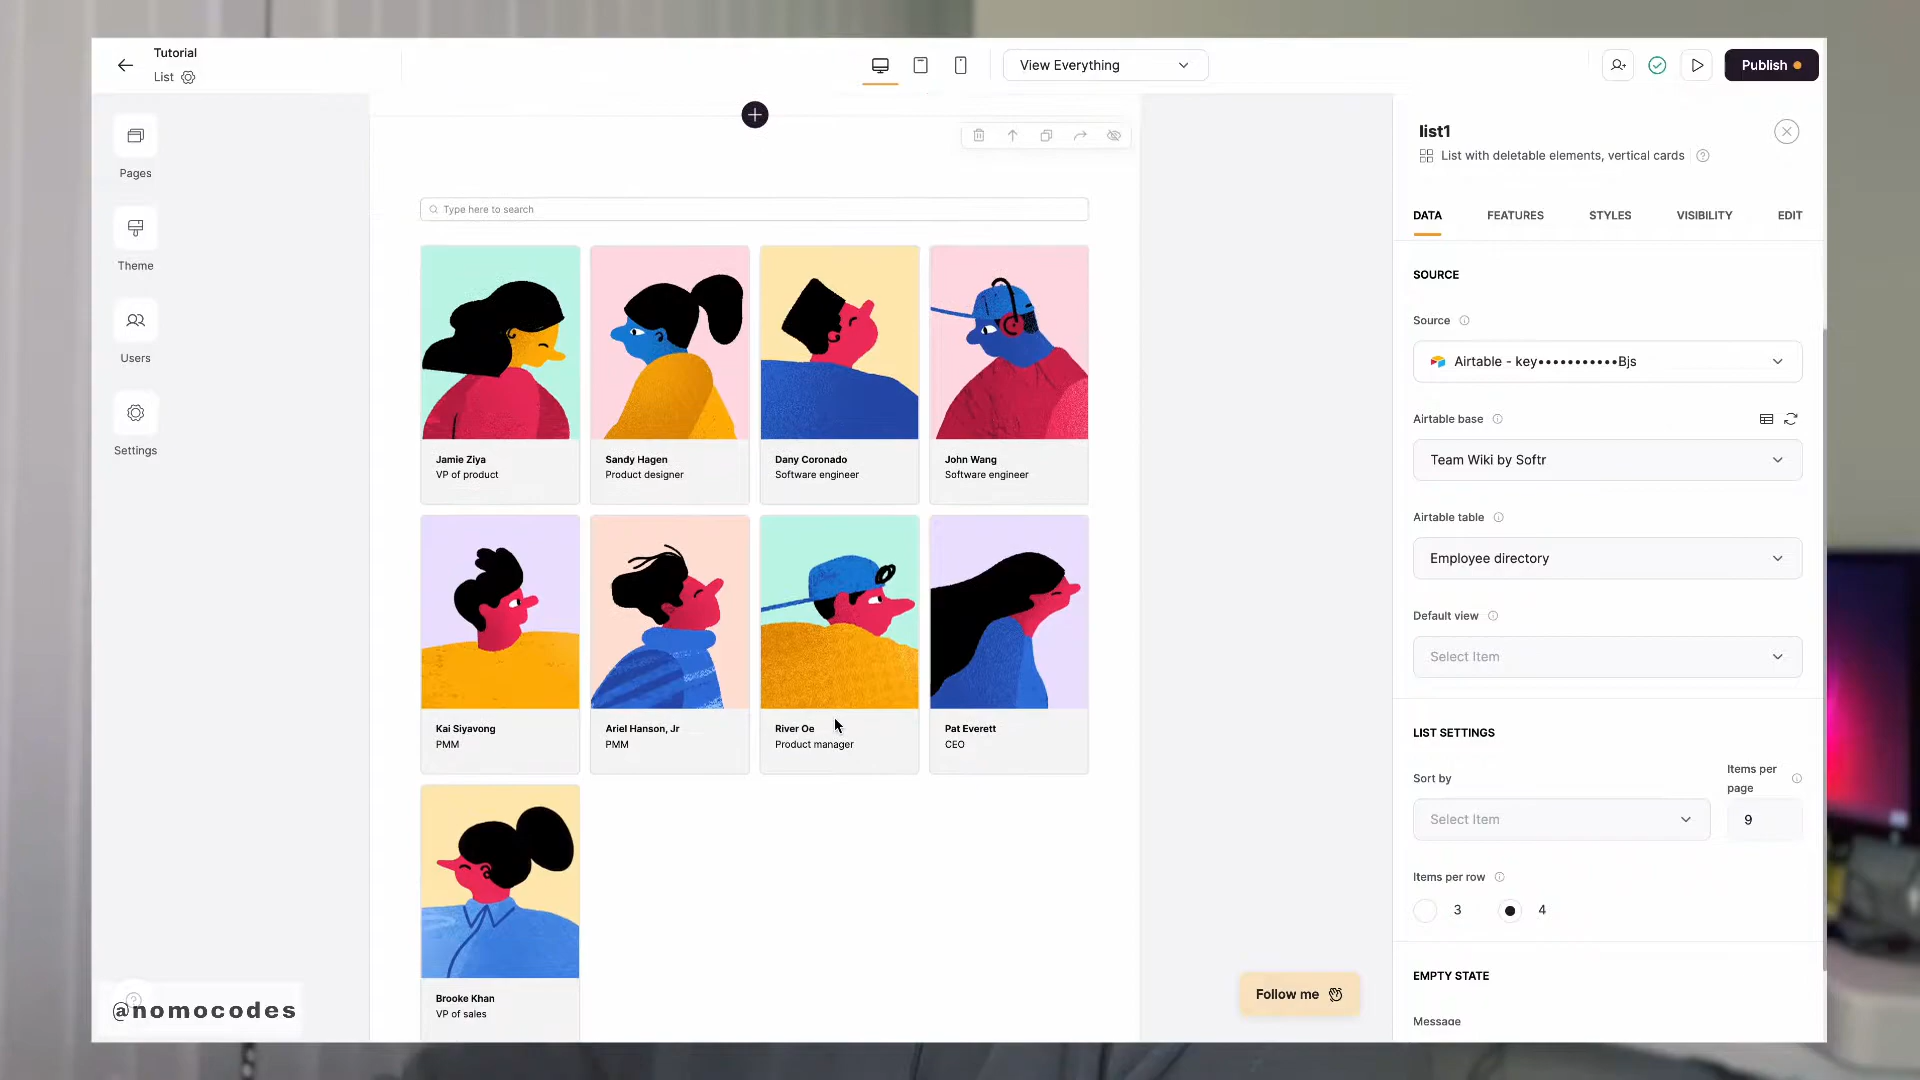 Tutorial
List
View Everything
Publish
Pages
Theme
Users
Settings
Type here to search
Jamie Ziya
VP of product
Sandy Hagen
Product designer
Dany Coronado
Software engineer
John Wang
Software engineer
Kai Siyavong
PMM
Ariel Hanson, Jr
PMM
River Oe
Product manager
Pat Everett
CEO
Brooke Khan
VP of sales
list1
List with deletable elements, vertical cards
DATA
FEATURES
STYLES
VISIBILITY
EDIT
SOURCE
Source
Airtable - key•••••••••••Bjs
Airtable base
Team Wiki by Softr
Airtable table
Employee directory
Default view
Select Item
LIST SETTINGS
Sort by
Items per
page
Select Item
9
Items per row
3
4
EMPTY STATE
Message
Follow me
@nomocodes